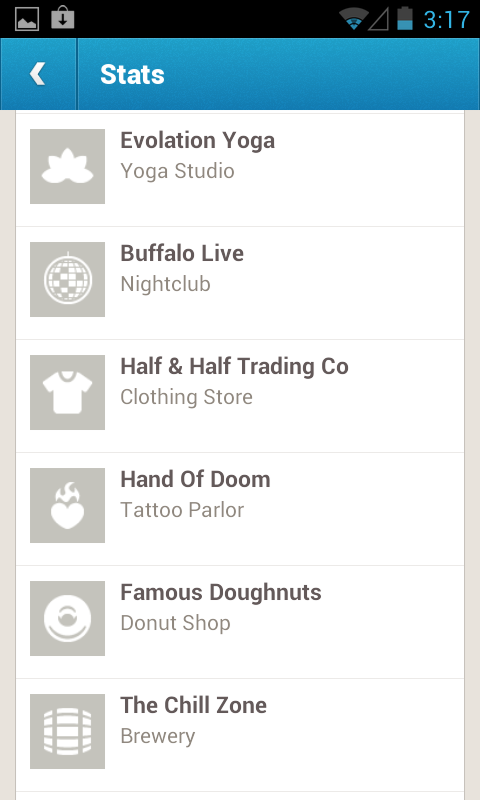 3:17
Stats
Evolation Yoga
Yoga Studio
Buffalo Live
Nightclub
Half & Half Trading Co
Clothing Store
Hand Of Doom
Tattoo Parlor
Famous Doughnuts
Donut Shop
The Chill Zone
Brewery